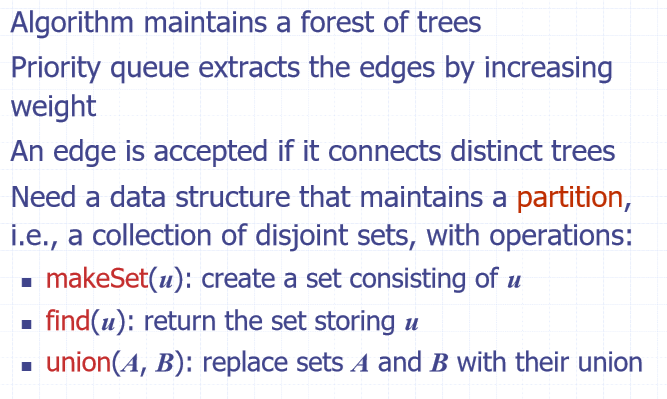 Algorithm maintains a forest of trees
Priority queue extracts the edges by increasing
weight
An edge is accepted if it connects distinct trees
Need a data structure that maintains a partition,
i.e., a collection of disjoint sets, with operations:
▪ makeSet(u): create a set consisting of u
▪ find(u): return the set storing u
▪ union(A, B): replace sets A and B with their union